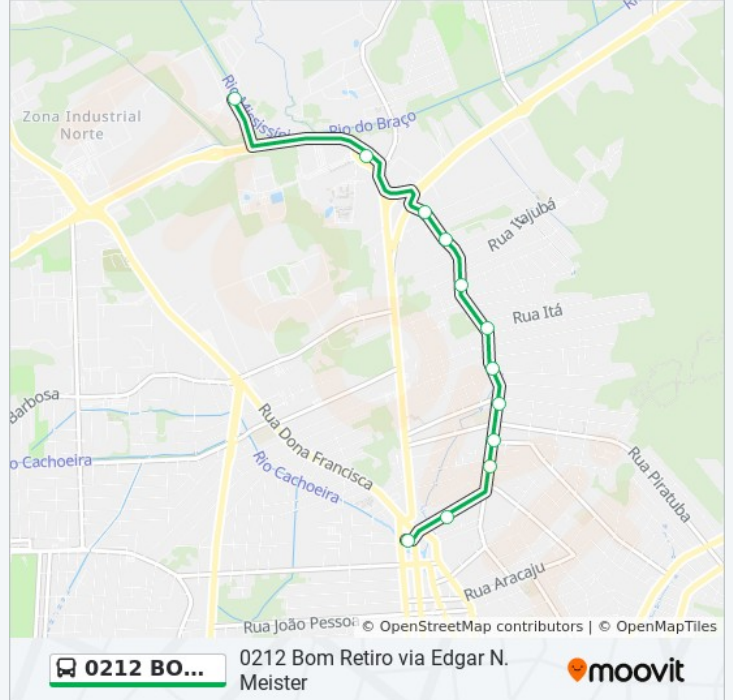 Rio
Rio Mississipi
Rio do Braço
Zona Industrial
Norte
Rua Itajubá
Rua Itá
Barbosa
Rua Dona Francisca
o Cachoeira
Rio Cachoeira
Rua Piratuba
Rua Aracaju
Rua João Pessoa
© OpenStreetMap contributors | © OpenMapTiles
0212 BO...
0212 Bom Retiro via Edgar N.
Meister
moovit